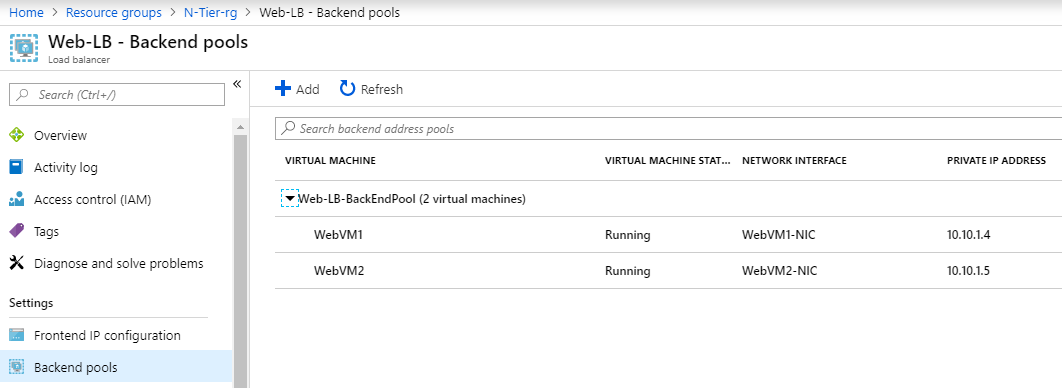 Home > Resource groups > N-Tier-rg > Web-LB - Backend pools
Web-LB - Backend pools
Load balancer
«
Search (Ctrl+/)
Overview
Activity log
Access control (IAM)
Tags
Diagnose and solve problems
Settings
Frontend IP configuration
Backend pools
Add Refresh
Search backend address pools
VIRTUAL MACHINE VIRTUAL MACHINE STAT... NETWORK INTERFACE PRIVATE IP ADDRESS
Web-LB-BackEndPool (2 virtual machines)
WebVM1 Running WebVM1-NIC 10.10.1.4
WebVM2 Running WebVM2-NIC 10.10.1.5